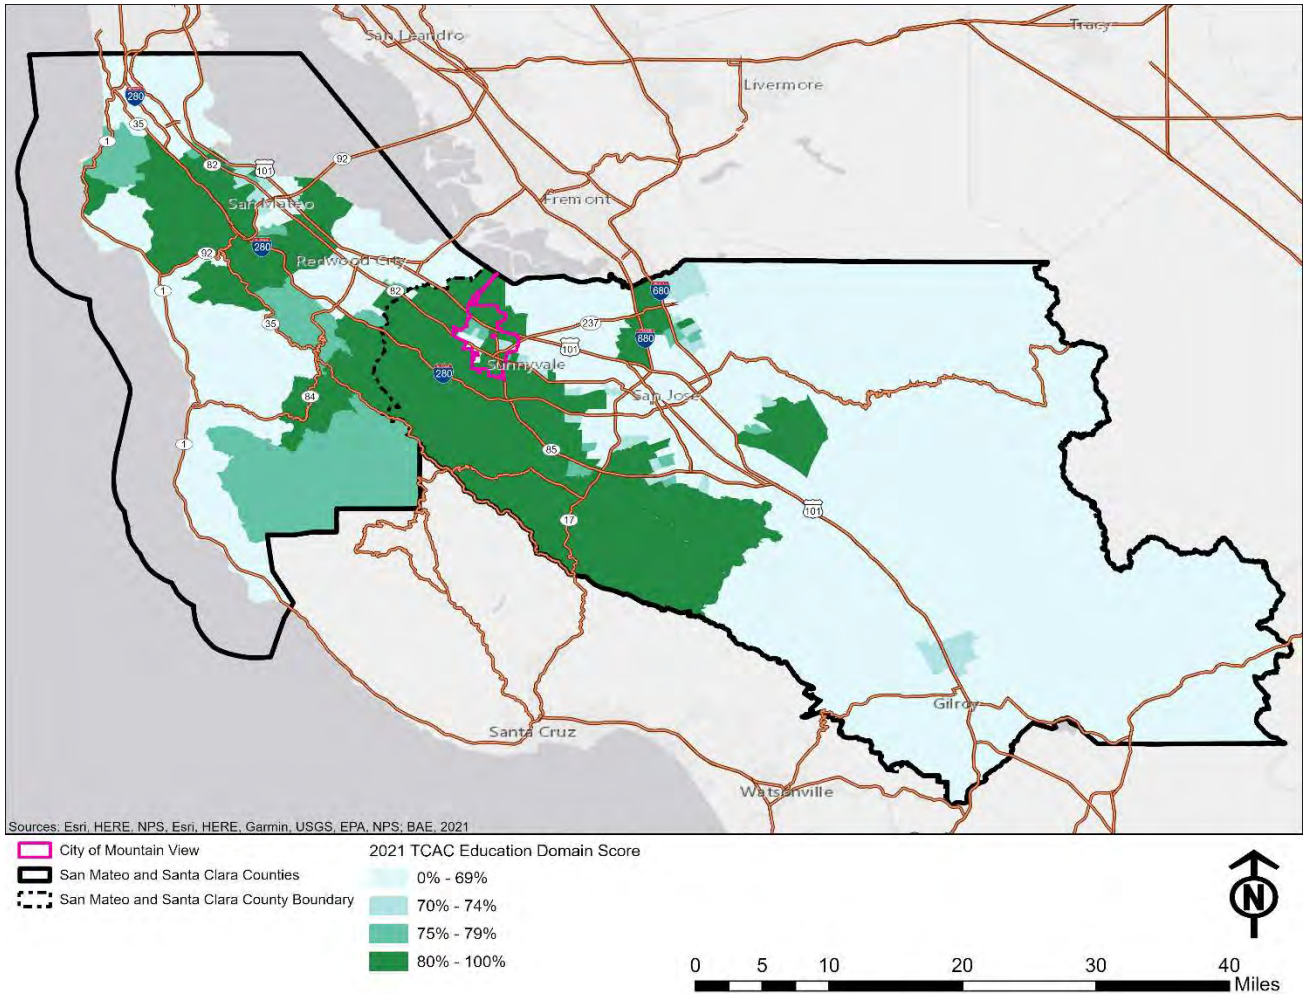 San Leandro
Tracy
Livermore
280
35
1
82
101
92
Fremont
San Mateo
280
92
Redwood City
1
82
680
35
237
880
101
Sunnyvale
280
San Jose
84
1
85
101
17
Gilroy
Santa Cruz
Watsonville
Sources: Esri, HERE, NPS, Esri, HERE, Garmin, USGS, EPA, NPS; BAE, 2021
City of Mountain View
San Mateo and Santa Clara Counties
San Mateo and Santa Clara County Boundary
2021 TCAC Education Domain Score
0% - 69%
70% - 74%
75% - 79%
80% - 100%
N
0 5 10 20 30 40
Miles